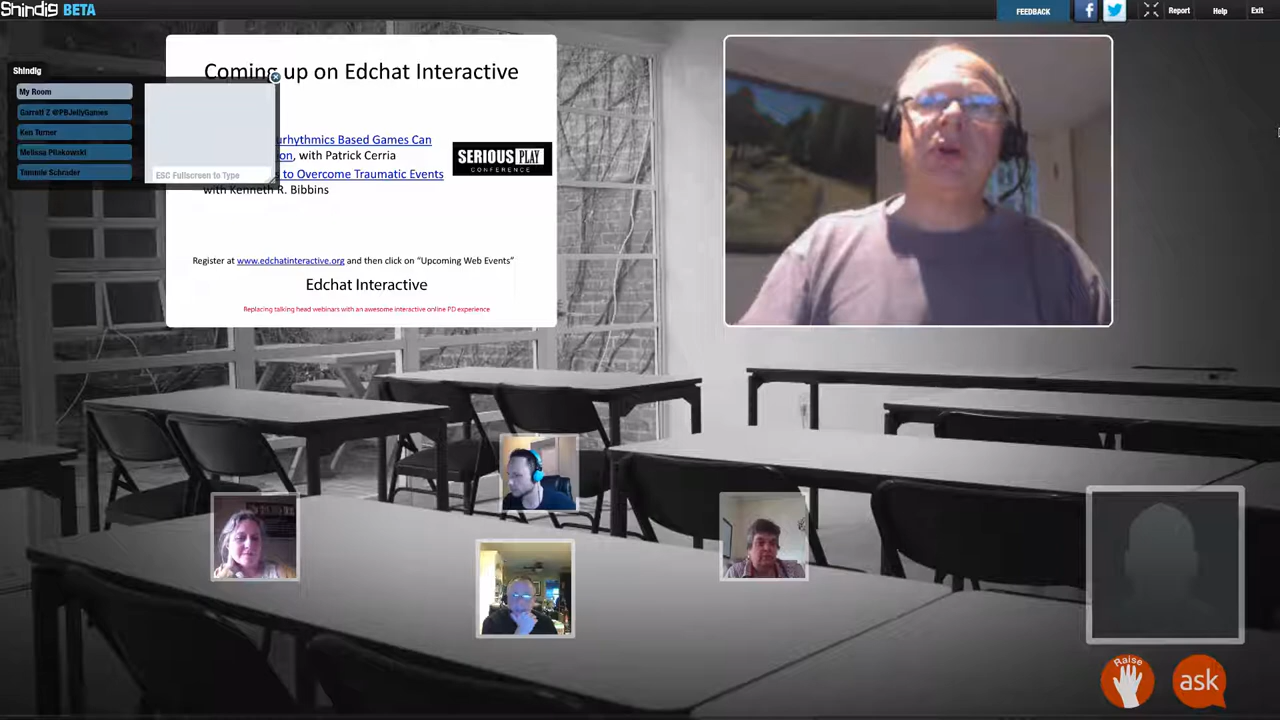 Shindig BETA
FEEDBACK
Report
Help
Exit
Shindig
My Room
Garrett Z @PBJellyGames
Ken Turner
Melissa Pilakowski
Tammie Schrader
ESC Fullscreen to Type
Coming up on Edchat Interactive
urhythmics Based Games Can
on, with Patrick Cerria
s to Overcome Traumatic Events
with Kenneth R. Bibbins
SERIOUS PLAY
CONFERENCE
Register at www.edchatinteractive.org and then click on “Upcoming Web Events”
Edchat Interactive
Replacing talking head webinars with an awesome interactive online PD experience
Raise
ask